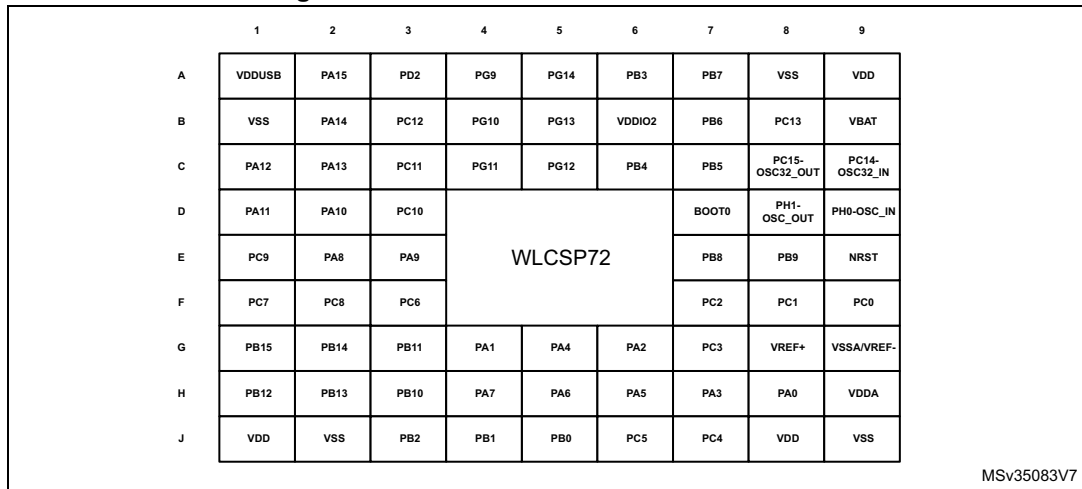 1 2 3 4 5 6 7 8 9
A VDDUSB PA15 PD2 PG9 PG14 PB3 PB7 VSS VDD
B VSS PA14 PC12 PG10 PG13 VDDIO2 PB6 PC13 VBAT
C PA12 PA13 PC11 PG11 PG12 PB4 PB5 PC15-OSC32_OUT PC14-OSC32_IN
D PA11 PA10 PC10 BOOT0 PH1-OSC_OUT PH0-OSC_IN
WLCSP72
E PC9 PA8 PA9 PB8 PB9 NRST
F PC7 PC8 PC6 PC2 PC1 PC0
G PB15 PB14 PB11 PA1 PA4 PA2 PC3 VREF+ VSSA/VREF-
H PB12 PB13 PB10 PA7 PA6 PA5 PA3 PA0 VDDA
J VDD VSS PB2 PB1 PB0 PC5 PC4 VDD VSS
MSv35083V7